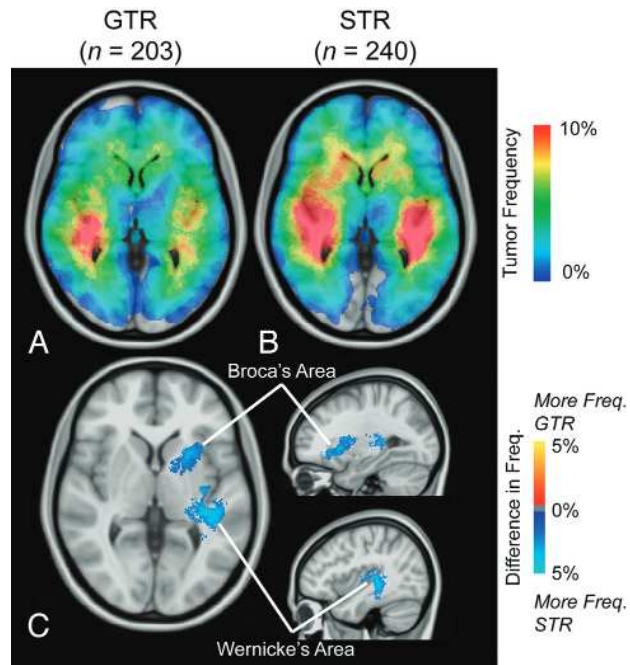 GTR
(n = 203)
STR
(n = 240)
10%
Tumor Frequency
0%
A
B
Broca's Area
More Freq.
GTR
5%
Difference in Freq.
0%
5%
More Freq.
STR
C
Wernicke's Area